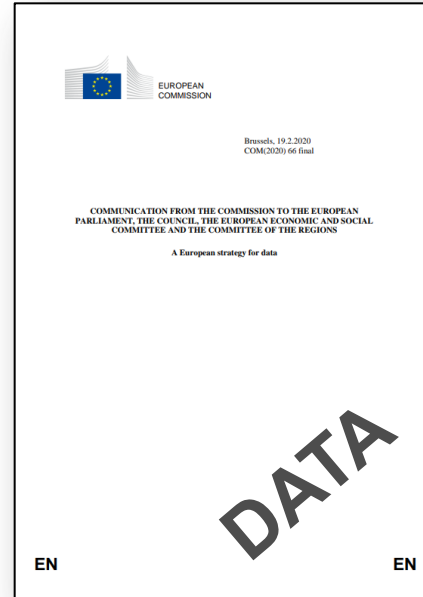 EUROPEAN
COMMISSION
Brussels, 19.2.2020
COM(2020) 66 final
COMMUNICATION FROM THE COMMISSION TO THE EUROPEAN
PARLIAMENT, THE COUNCIL, THE EUROPEAN ECONOMIC AND SOCIAL
COMMITTEE AND THE COMMITTEE OF THE REGIONS
A European strategy for data
DATA
EN EN